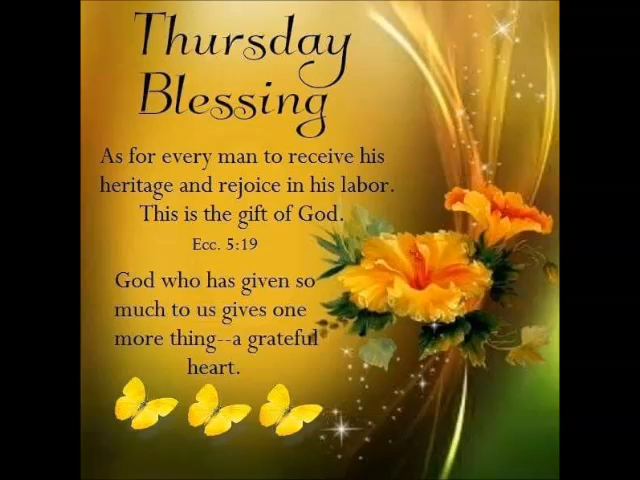 Thursday
Blessing
As for every man to receive his
heritage and rejoice in his labor.
This is the gift of God.
Ecc. 5:19
God who has given so
much to us gives one
more thing--a grateful
heart.